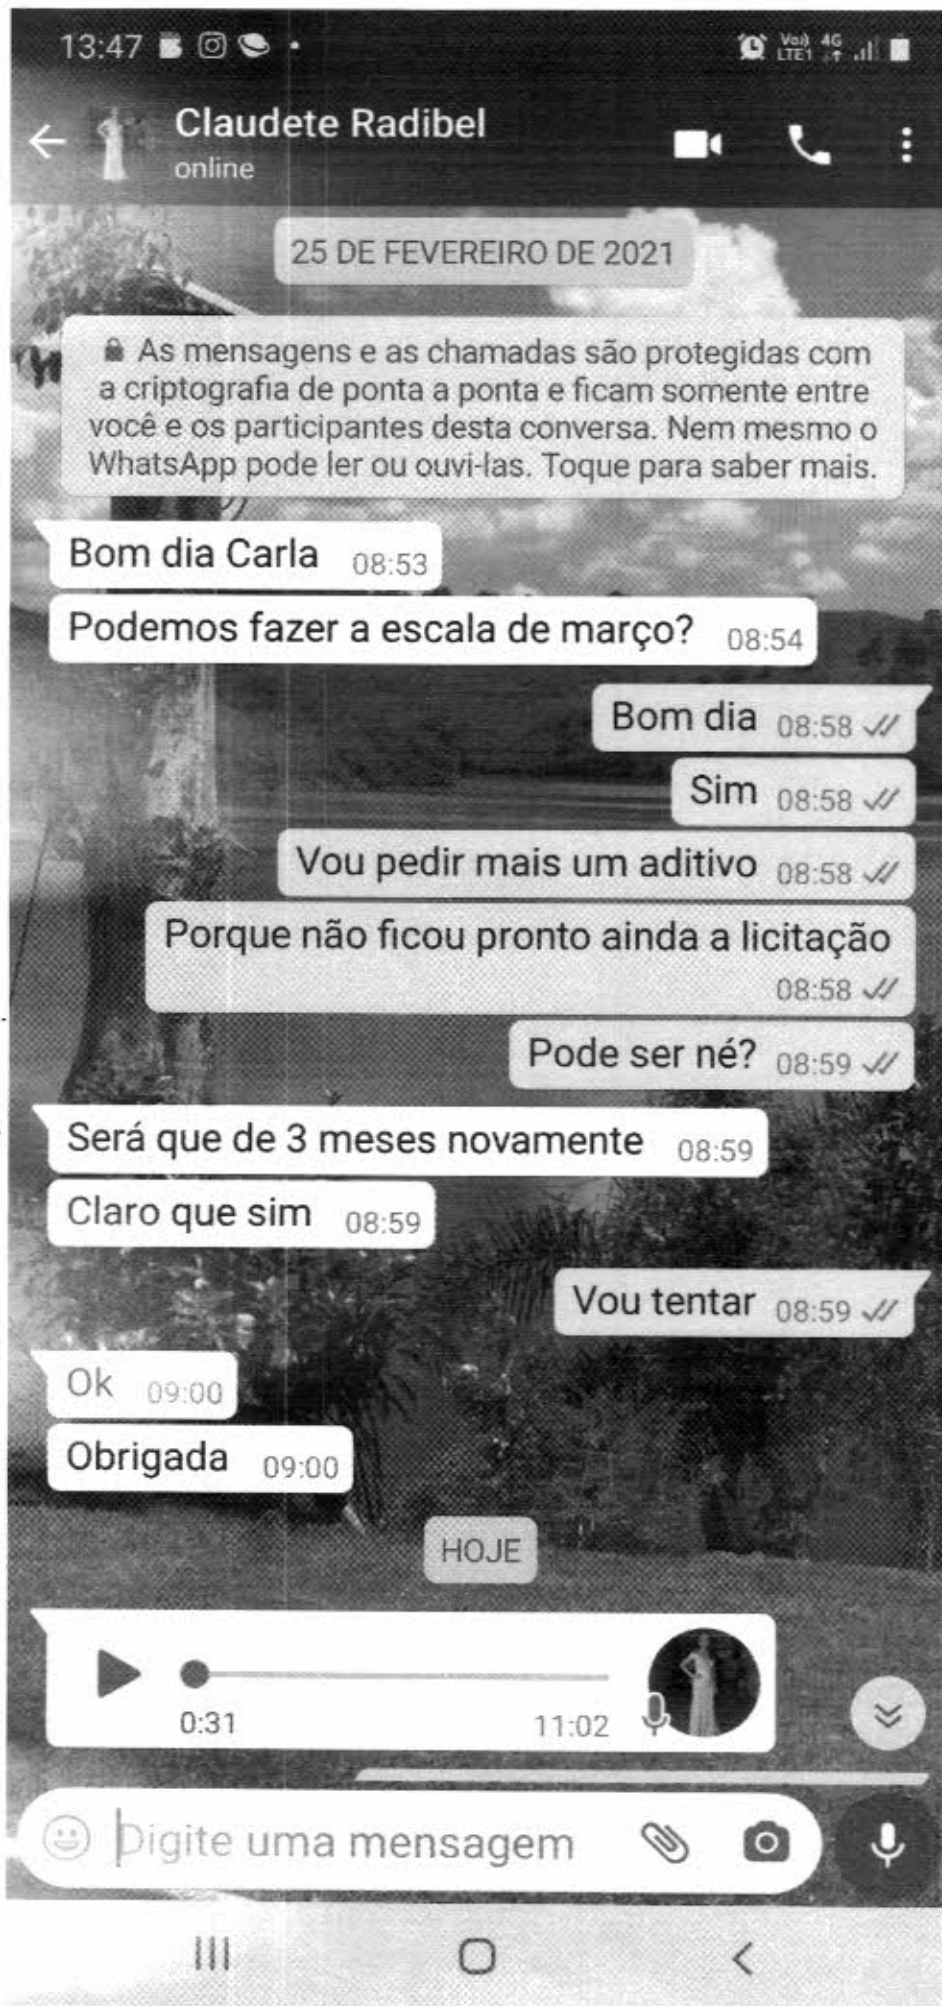 13:47
Voi) 4G
LTE1
Claudete Radibel
online
25 DE FEVEREIRO DE 2021
As mensagens e as chamadas são protegidas com
a criptografia de ponta a ponta e ficam somente entre
você e os participantes desta conversa. Nem mesmo o
WhatsApp pode ler ou ouvi-las. Toque para saber mais.
Bom dia Carla 08:53
Podemos fazer a escala de março? 08:54
Bom dia 08:58
Sim 08:58
Vou pedir mais um aditivo 08:58
Porque não ficou pronto ainda a licitação
08:58
Pode ser né? 08:59
Será que de 3 meses novamente 08:59
Claro que sim 08:59
Vou tentar 08:59
Ok 09:00
Obrigada 09:00
HOJE
0:31 11:02
Digite uma mensagem